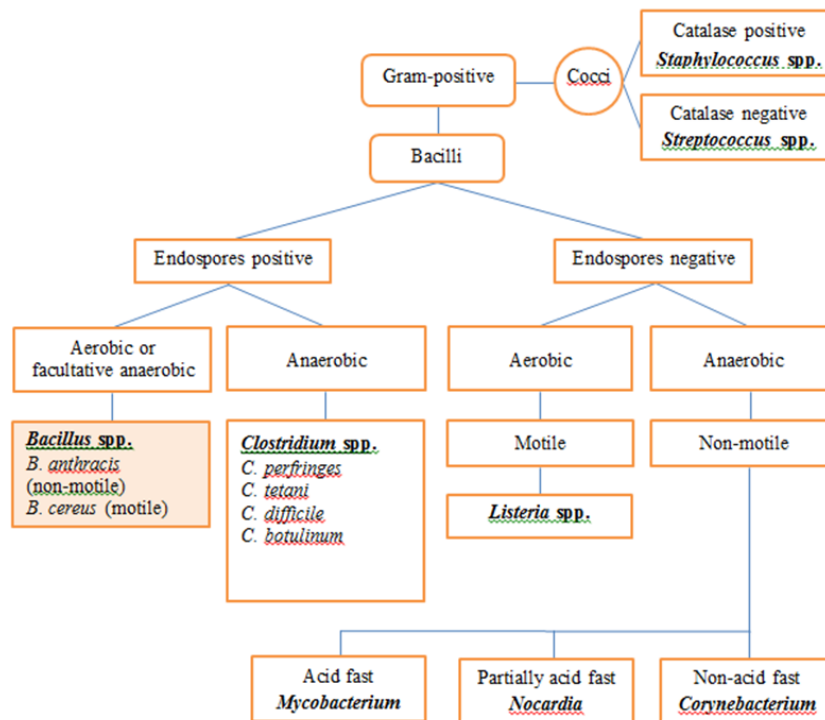 Catalase positive
Staphylococcus spp.
Gram-positive
Cocci
Catalase negative
Streptococcus spp.
Bacilli
Endospores positive
Endospores negative
Aerobic or
facultative anaerobic
Anaerobic
Aerobic
Anaerobic
Bacillus spp.
B. anthracis
(non-motile)
B. cereus (motile)
Clostridium spp.
C. perfringes
C. tetani
C. difficile
C. botulinum
Motile
Non-motile
Listeria spp.
Acid fast
Mycobacterium
Partially acid fast
Nocardia
Non-acid fast
Corynebacterium